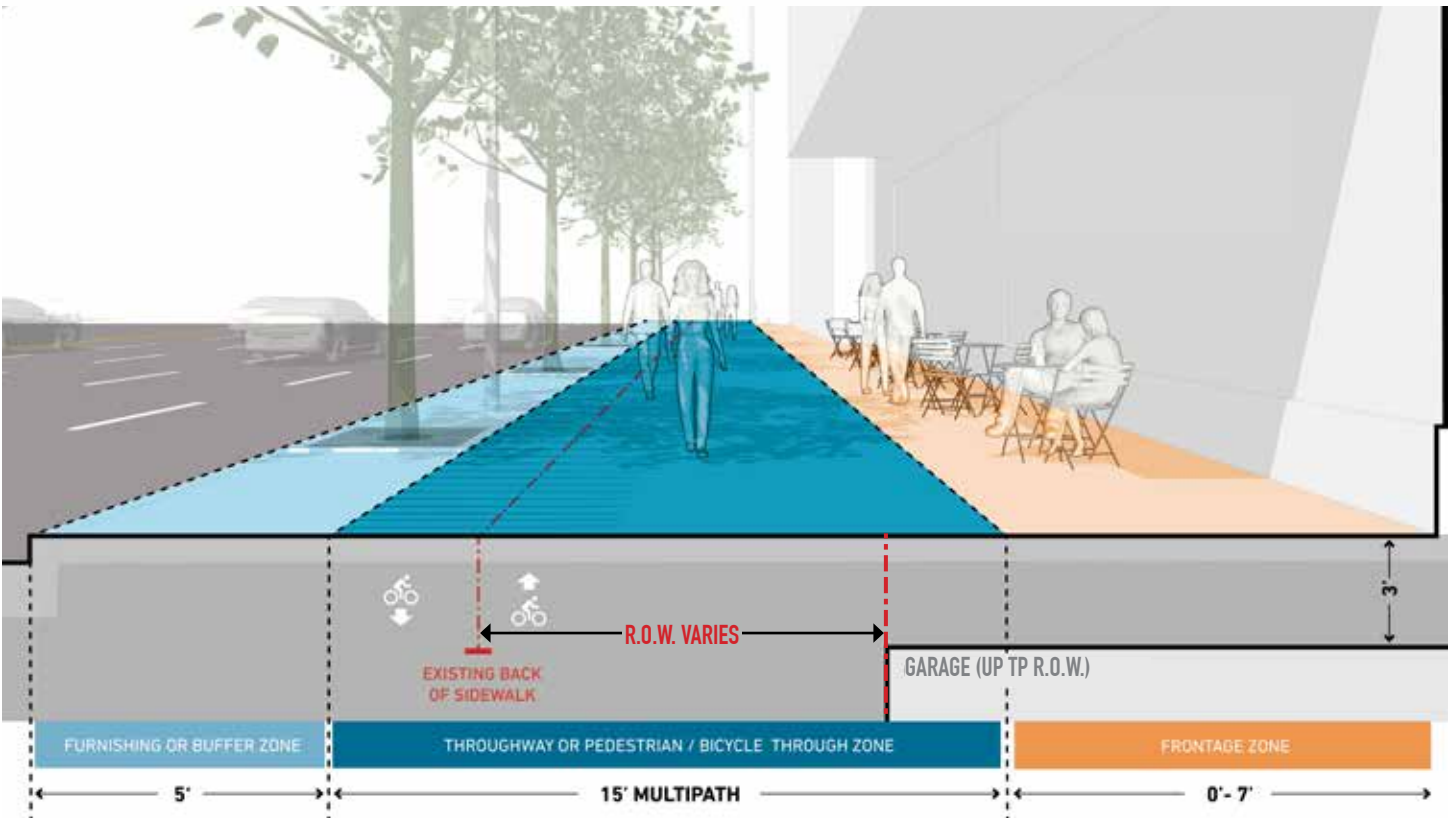 3'
R.O.W. VARIES
EXISTING BACK
OF SIDEWALK
GARAGE (UP TP R.O.W.)
FURNISHING OR BUFFER ZONE
THROUGHWAY OR PEDESTRIAN / BICYCLE THROUGH ZONE
FRONTAGE ZONE
5'
15' MULTIPATH
0'- 7'